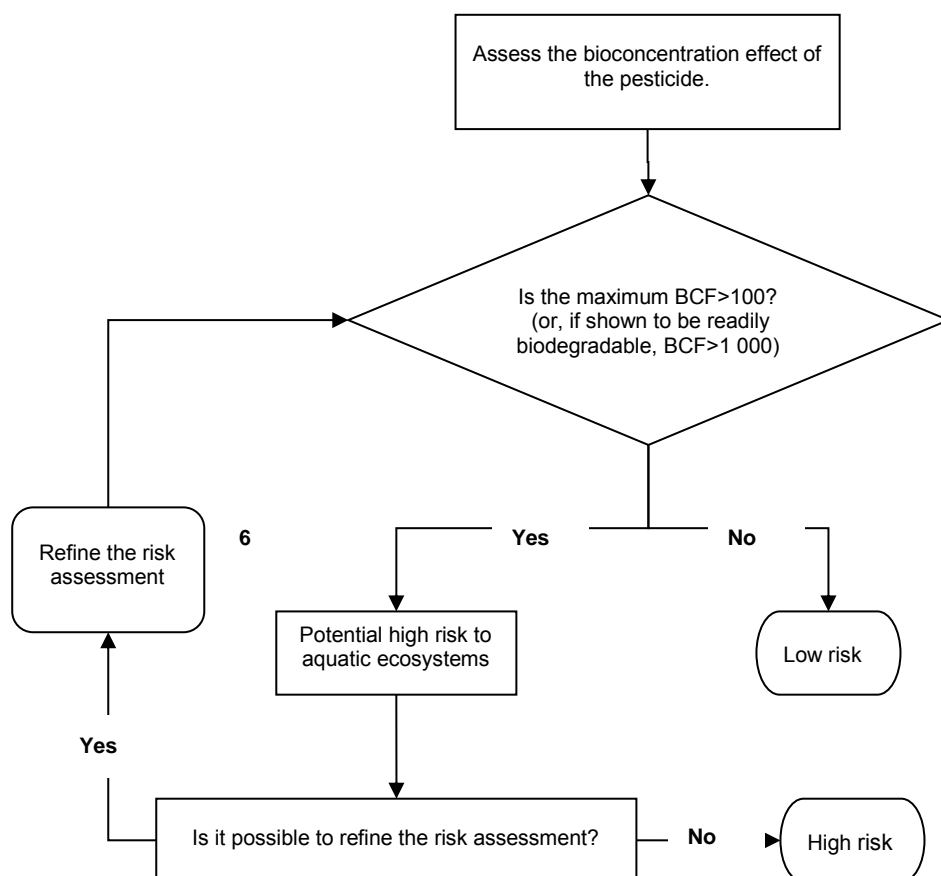 Assess the bioconcentration effect of
the pesticide.
Is the maximum BCF>100?
(or, if shown to be readily
biodegradable, BCF>1 000)
Refine the risk
assessment
6
Yes
No
Potential high risk to
aquatic ecosystems
Low risk
Yes
Is it possible to refine the risk assessment?
No
High risk